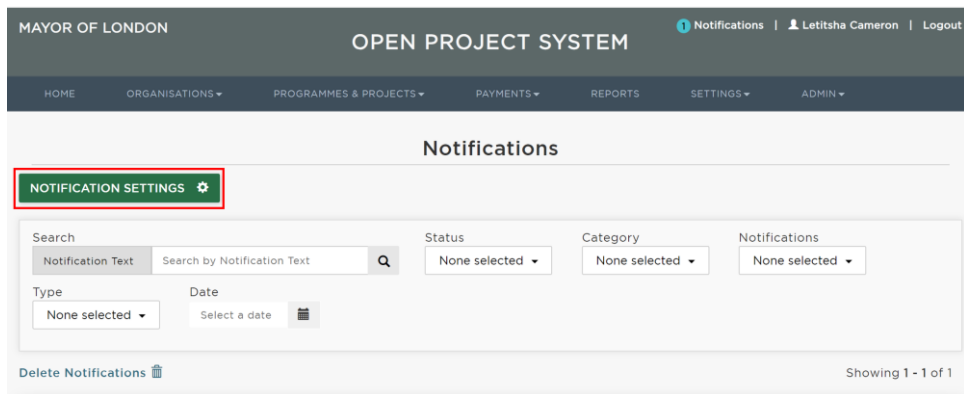 MAYOR OF LONDON
1 Notifications | Letitsha Cameron | Logout
OPEN PROJECT SYSTEM
HOME ORGANISATIONS PROGRAMMES & PROJECTS PAYMENTS REPORTS SETTINGS ADMIN
Notifications
NOTIFICATION SETTINGS
Search Status Category Notifications
Notification Text Search by Notification Text None selected None selected None selected
Type Date
None selected Select a date
Delete Notifications Showing 1 - 1 of 1